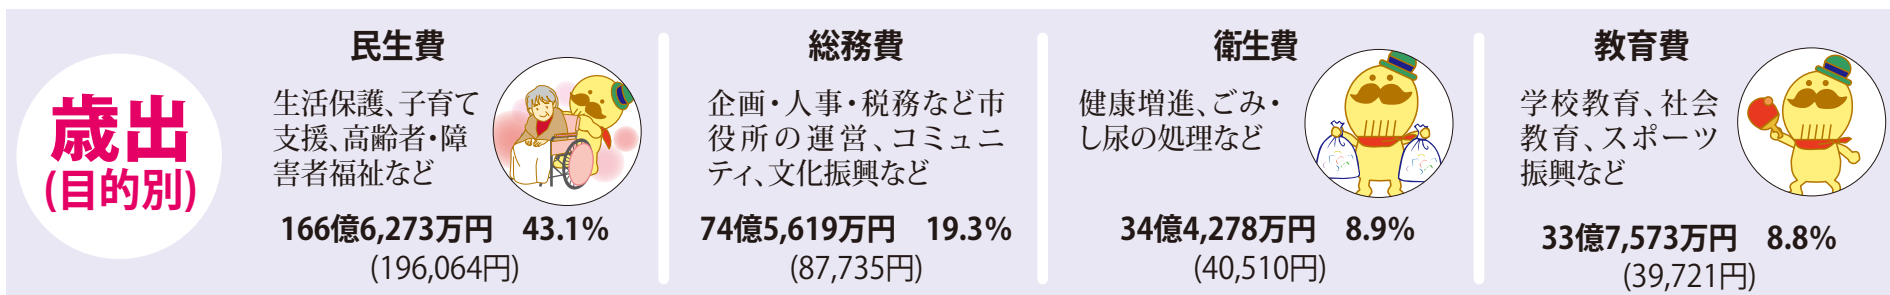 歳出
(目的別)
民生費
生活保護、子育て
支援、高齢者・障
害者福祉など
166億6,273万円 43.1%
(196,064円)
総務費
企画・人事・税務など市
役所の運営、コミュニ
ティ、文化振興など
74億5,619万円 19.3%
(87,735円)
衛生費
健康増進、ごみ・
し尿の処理など
34億4,278万円 8.9%
(40,510円)
教育費
学校教育、社会
教育、スポーツ
振興など
33億7,573万円 8.8%
(39,721円)